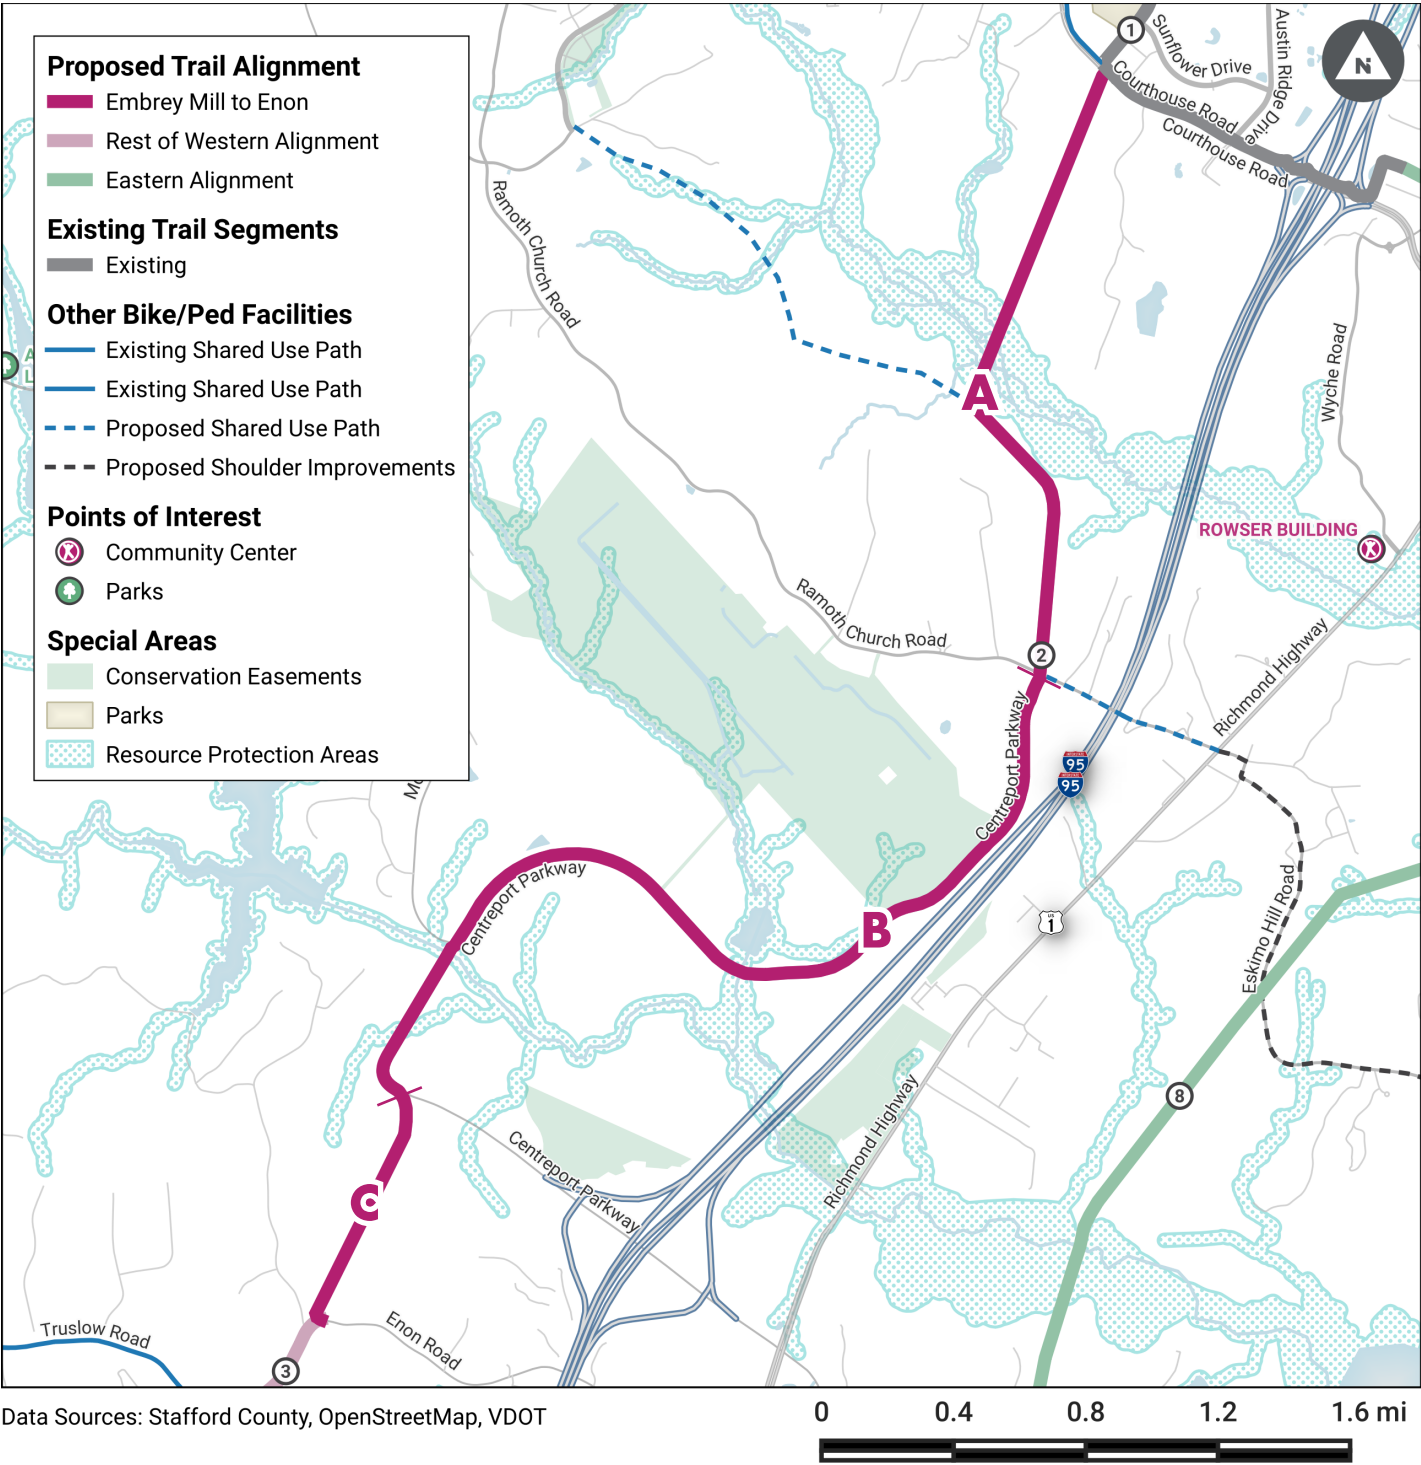 Proposed Trail Alignment
Embrey Mill to Enon
Rest of Western Alignment
Eastern Alignment
Existing Trail Segments
Existing
Other Bike/Ped Facilities
Existing Shared Use Path
Existing Shared Use Path
Proposed Shared Use Path
Proposed Shoulder Improvements
Points of Interest
Community Center
Parks
Special Areas
Conservation Easements
Parks
Resource Protection Areas
1
Sunflower Drive
Austin Ridge Drive
N
Courthouse Road
Courthouse Road
Ramoth Church Road
A
L
A
Wyche Road
ROWSER BUILDING
Ramoth Church Road
2
Richmond Highway
Centreport Parkway
95
95
Centreport Parkway
B
US
1
Eskimo Hill Road
8
Richmond Highway
Centreport Parkway
C
Enon Road
Truslow Road
3
Data Sources: Stafford County, OpenStreetMap, VDOT
0 0.4 0.8 1.2 1.6 mi